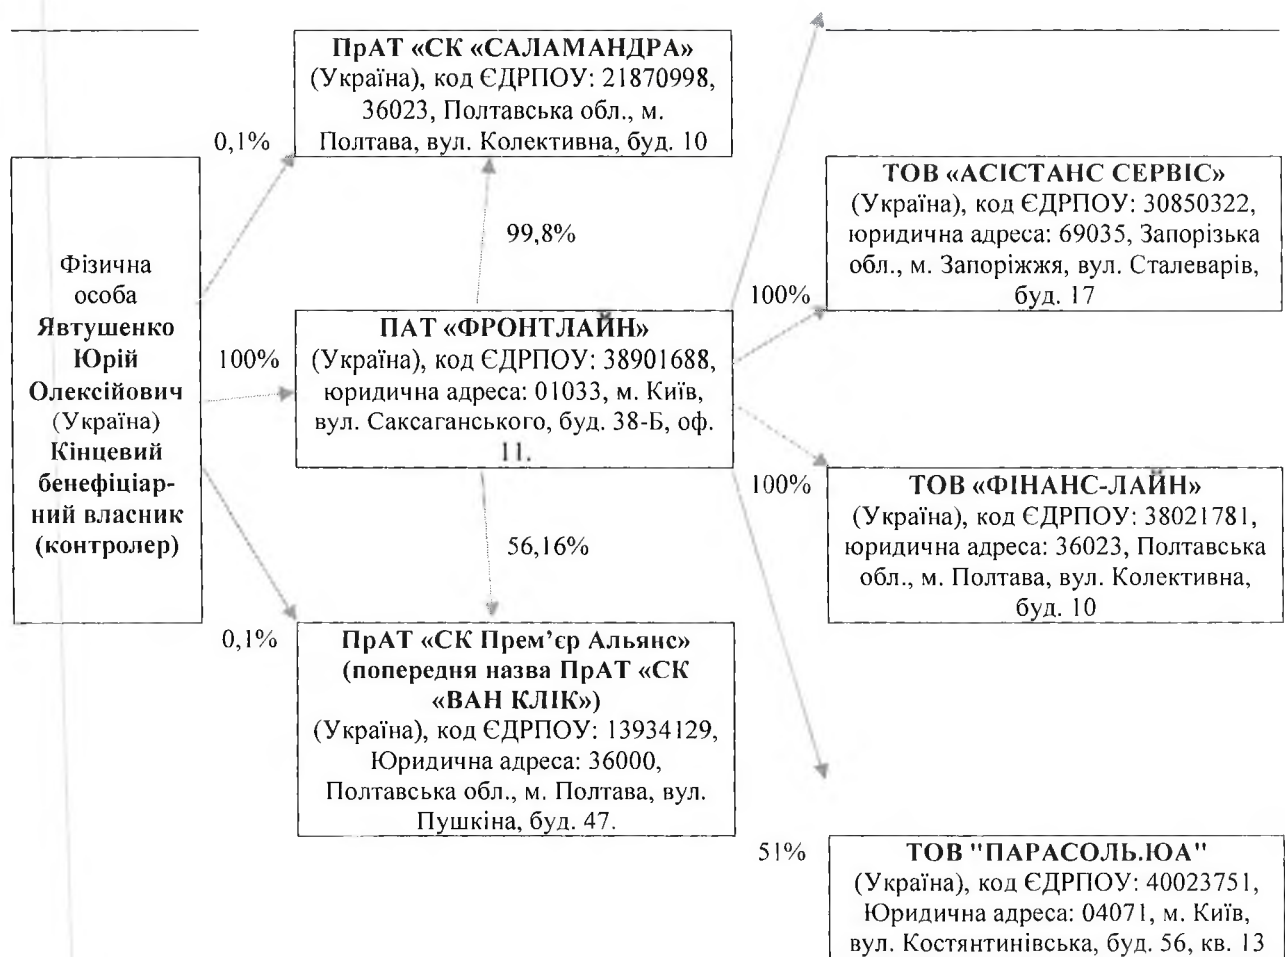 ПрАТ «СК «САЛАМАНДРА»
(Україна), код ЄДРПОУ: 21870998,
36023, Полтавська обл., м.
Полтава, вул. Колективна, буд. 10
0,1%
99,8%
Фізична
особа
Явтушенко
Юрій
Олексійович
(Україна)
Кінцевий
бенефіціар-
ний власник
(контролер)
100%
ПАТ «ФРОНТЛАЙН»
(Україна), код ЄДРПОУ: 38901688,
юридична адреса: 01033, м. Київ,
вул. Саксаганського, буд. 38-Б, оф.
11.
56,16%
0,1%
ПрАТ «СК Прем’єр Альянс»
(попередня назва ПрАТ «СК
«ВАН КЛІК»)
(Україна), код ЄДРПОУ: 13934129,
Юридична адреса: 36000,
Полтавська обл., м. Полтава, вул.
Пушкіна, буд. 47.
100%
ТОВ «АСІСТАНС СЕРВІС»
(Україна), код ЄДРПОУ: 30850322,
юридична адреса: 69035, Запорізька
обл., м. Запоріжжя, вул. Сталеварів,
буд. 17
100%
ТОВ «ФІНАНС-ЛАЙН»
(Україна), код ЄДРПОУ: 38021781,
юридична адреса: 36023, Полтавська
обл., м. Полтава, вул. Колективна,
буд. 10
51%
ТОВ "ПАРАСОЛЬ.ЮА"
(Україна), код ЄДРПОУ: 40023751,
Юридична адреса: 04071, м. Київ,
вул. Костянтинівська, буд. 56, кв. 13